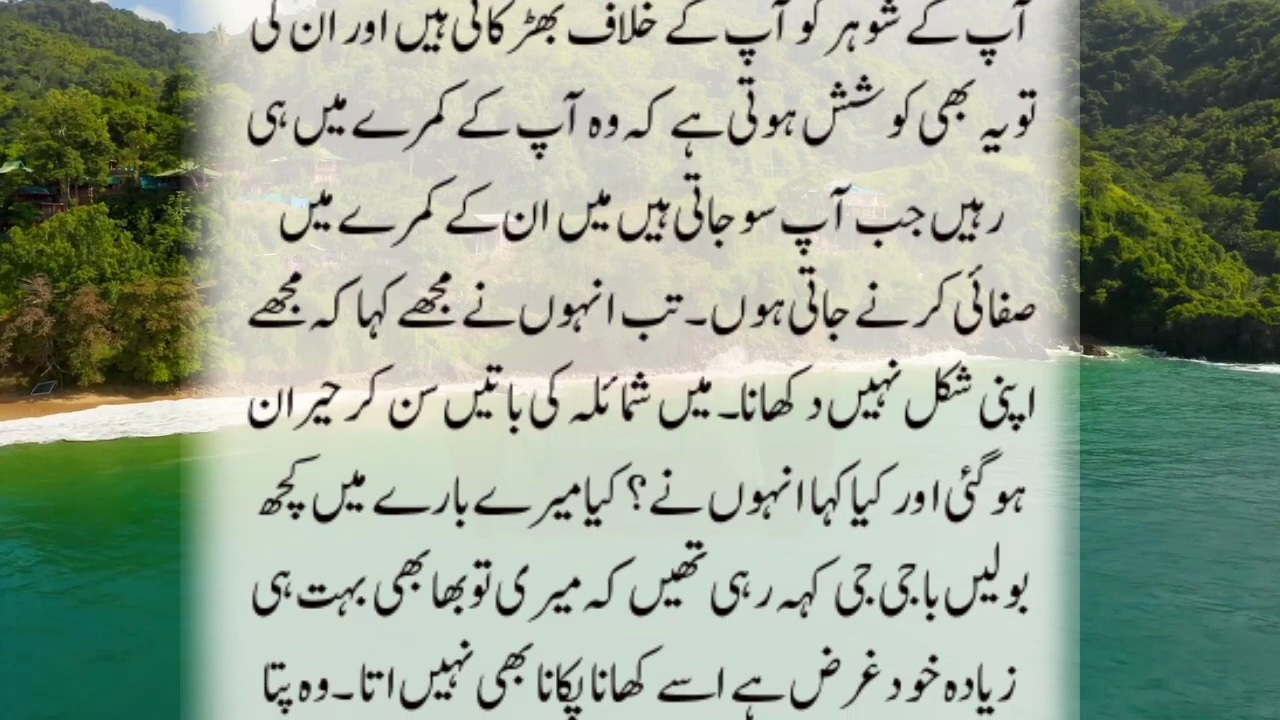 آپ کے شوہر کو آپ کے خلاف بھڑکاتی ہیں اور ان کی
تو یہ بھی کوشش ہوتی ہے کہ وہ آپ کے کمرے میں ہی
رہیں جب آپ سو جاتی ہیں میں ان کے کمرے میں
صفائی کرنے جاتی ہوں۔ تب انہوں نے مجھے کہا کہ مجھے
اپنی شکل نہیں دکھانا۔ میں شمائلہ کی باتیں سن کر حیران
ہو گئی اور کیا کہا انہوں نے؟ کیا میرے بارے میں کچھ
بولیں باجی جی کہہ رہی تھیں کہ میری تو بھابھی بہت ہی
زیادہ خود غرض ہے اسے کھانا پکانا بھی نہیں اتا۔ وہ پتا